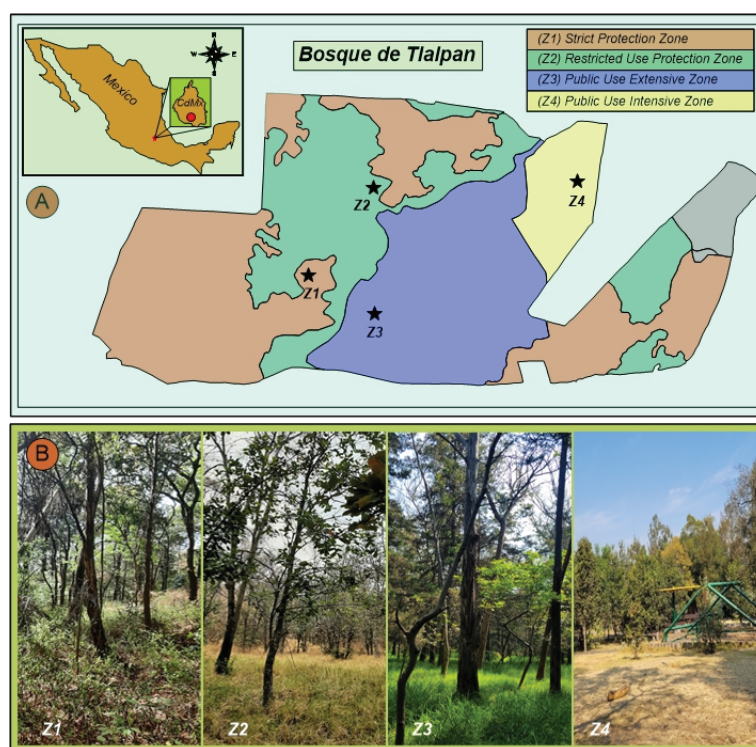 Bosque de Tlalpan
N
W E
S
Mexico
CdMx
(Z1) Strict Protection Zone
(Z2) Restricted Use Protection Zone
(Z3) Public Use Extensive Zone
(Z4) Public Use Intensive Zone
A
Z2
Z4
Z1
Z3
B
Z1
Z2
Z3
Z4